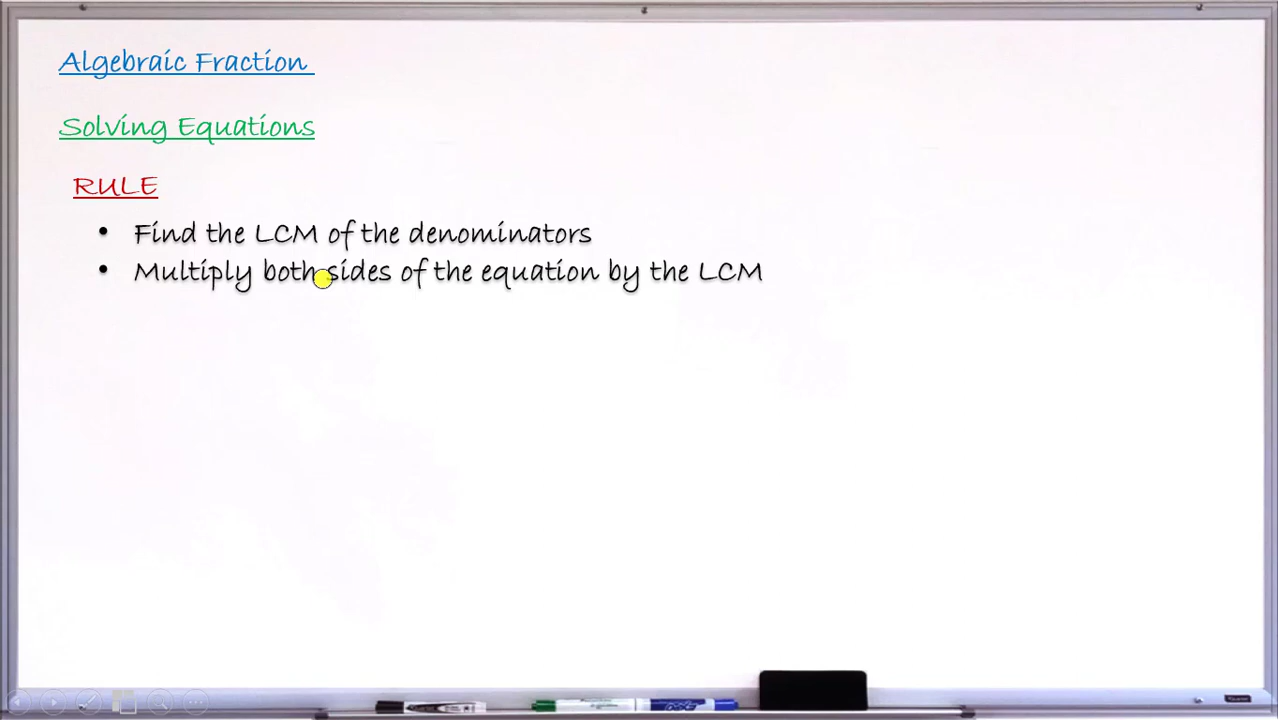 Algebraic Fraction
Solving Equations
RULE
• Find the LCM of the denominators
• Multiply both sides of the equation by the LCM